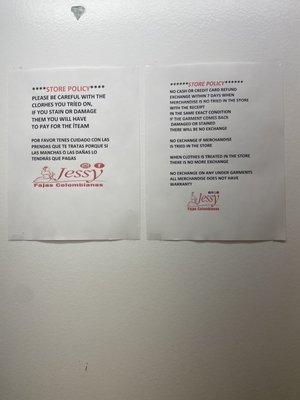 ****STORE POLICY****
PLEASE BE CAREFUL WITH THE
CLORHES YOU TRIED ON,
IF YOU STAIN OR DAMAGE
THEM YOU WILL HAVE
TO PAY FOR THE ÍTEAM
POR FAVOR TENES CUIDADO CON LAS
PRENDAS QUE TE TRATAS PORQUE SI
LAS MANCHAS O LAS DAÑAS LO
TENDRÁS QUE PAGAS
Jessy
Fajas Colombianas
******STORE POLICY******
NO CASH OR CREDIT CARD REFUND
EXCHANGE WITHIN 7 DAYS WHEN
MERCHANDISE IS NO TRIED IN THE STORE
WITH THE RECEIPT
IN THE SAME EXACT CONDITION
IF THE GARMENT COMES BACK
DAMAGED OR STAINED
THERE WILL BE NO EXCHANGE
NO EXCHANGE IF MERCHANDISE
TRIED IN THE STORE
WHEN CLOTHES IS TREATED IN THE STORE
THERE IS NO MORE EXCHANGE
NO EXCHANGE ON ANY UNDER GARMENTS
ALL MERCHANDISE DOES NOT HAVE
WARRANTY
Jessy
Fajas Colombianas